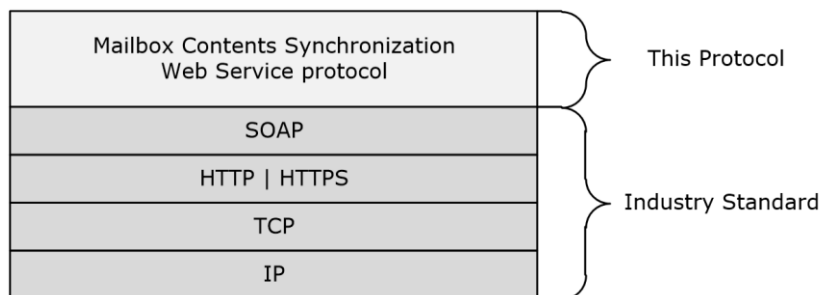 Mailbox Contents Synchronization
Web Service protocol
This Protocol
SOAP
HTTP | HTTPS
Industry Standard
TCP
IP